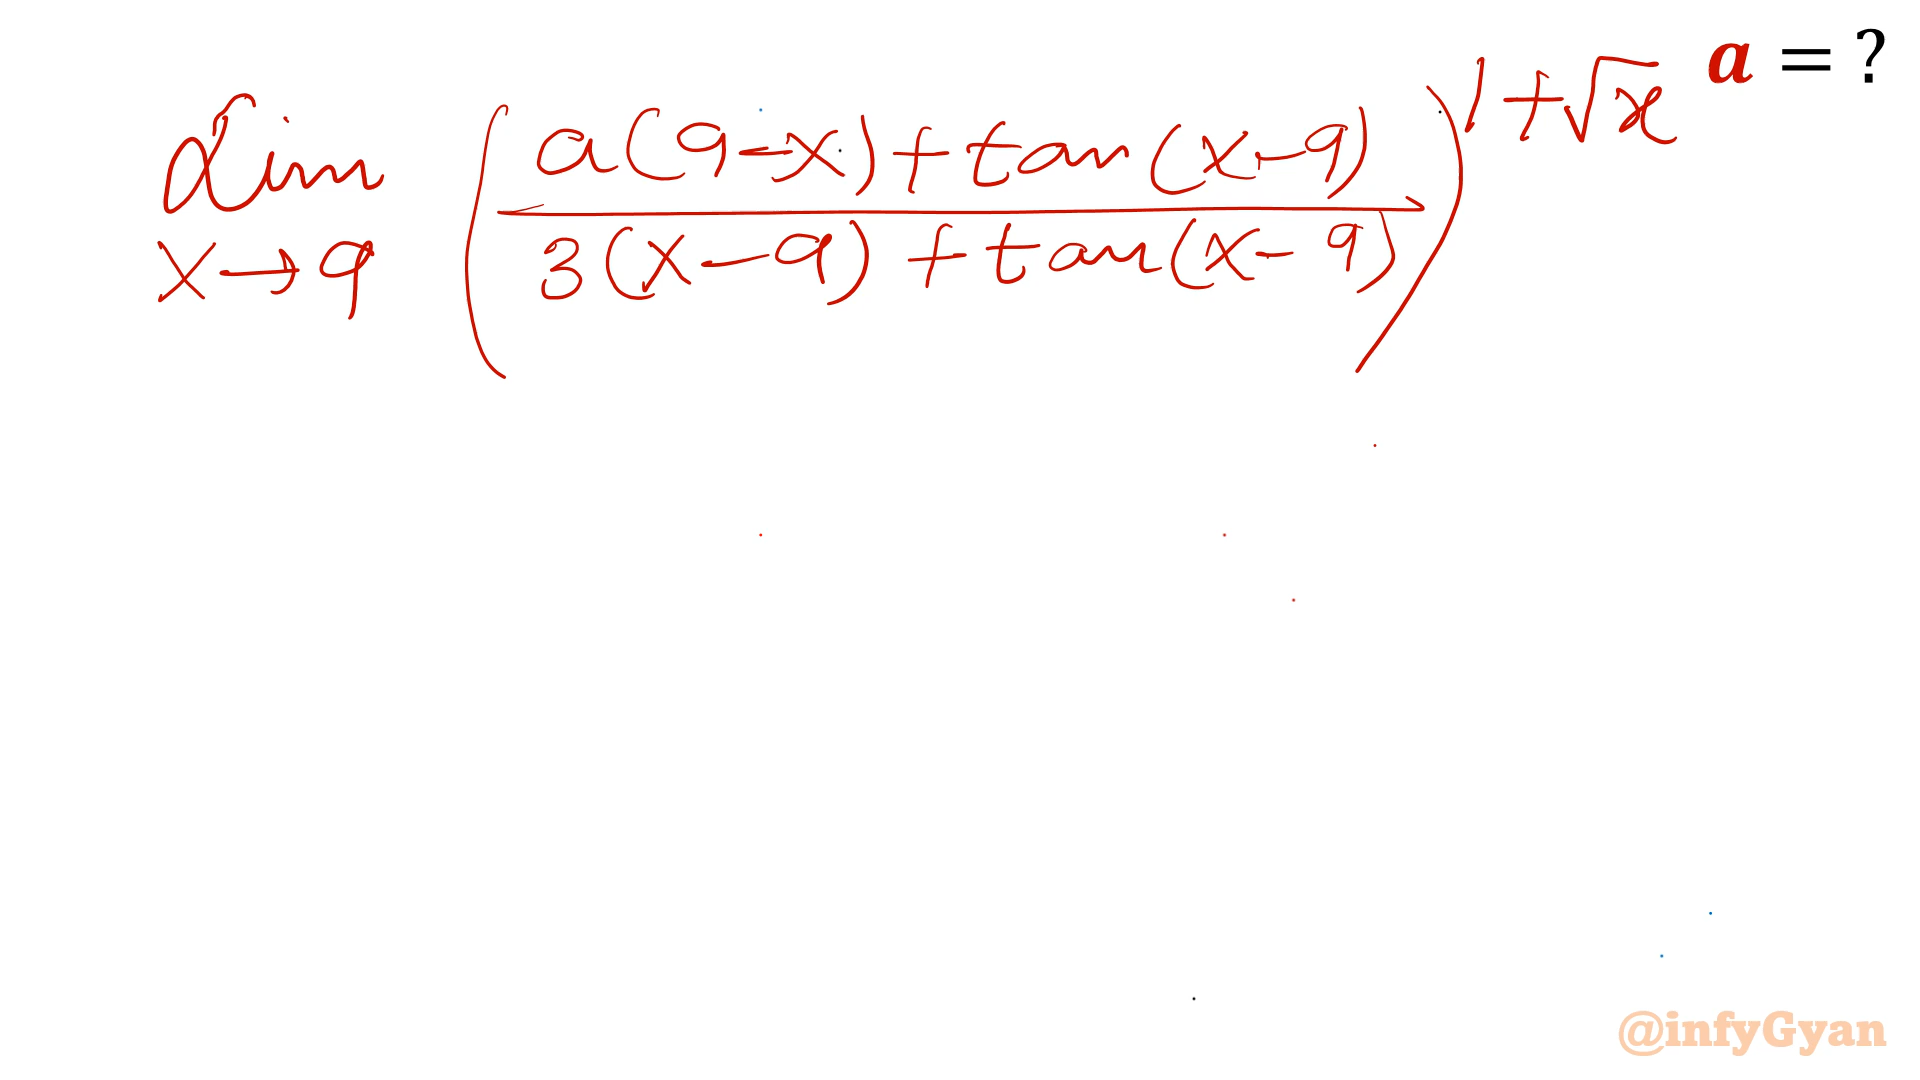 a = ?
Lim x→9 ( (a(9-x)+tan(x-9)) / (3(x-9)+tan(x-9)) )^(1+√x)
@infyGyan